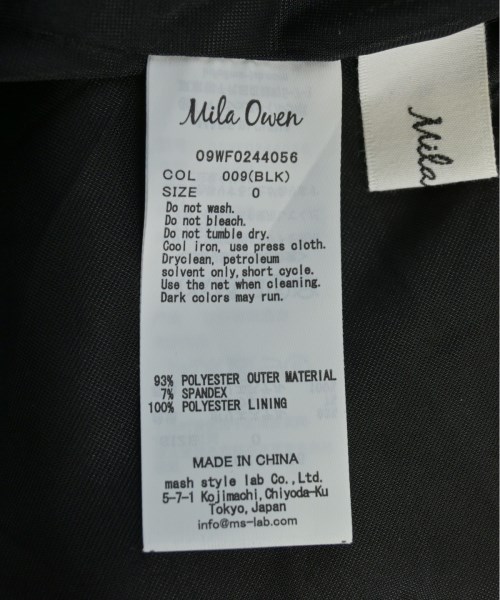 Mila Owen
09WF0244056
COL 009(BLK)
SIZE 0
Do not wash.
Do not bleach.
Do not tumble dry.
Cool iron, use press cloth.
Dryclean, petroleum
solvent only, short cycle.
Use the net when cleaning.
Dark colors may run.
93% POLYESTER OUTER MATERIAL
7% SPANDEX
100% POLYESTER LINING
MADE IN CHINA
mash style lab Co.,Ltd.
5-7-1 Kojimachi,Chiyoda-Ku
Tokyo,Japan
info@ms-lab.com
Mila